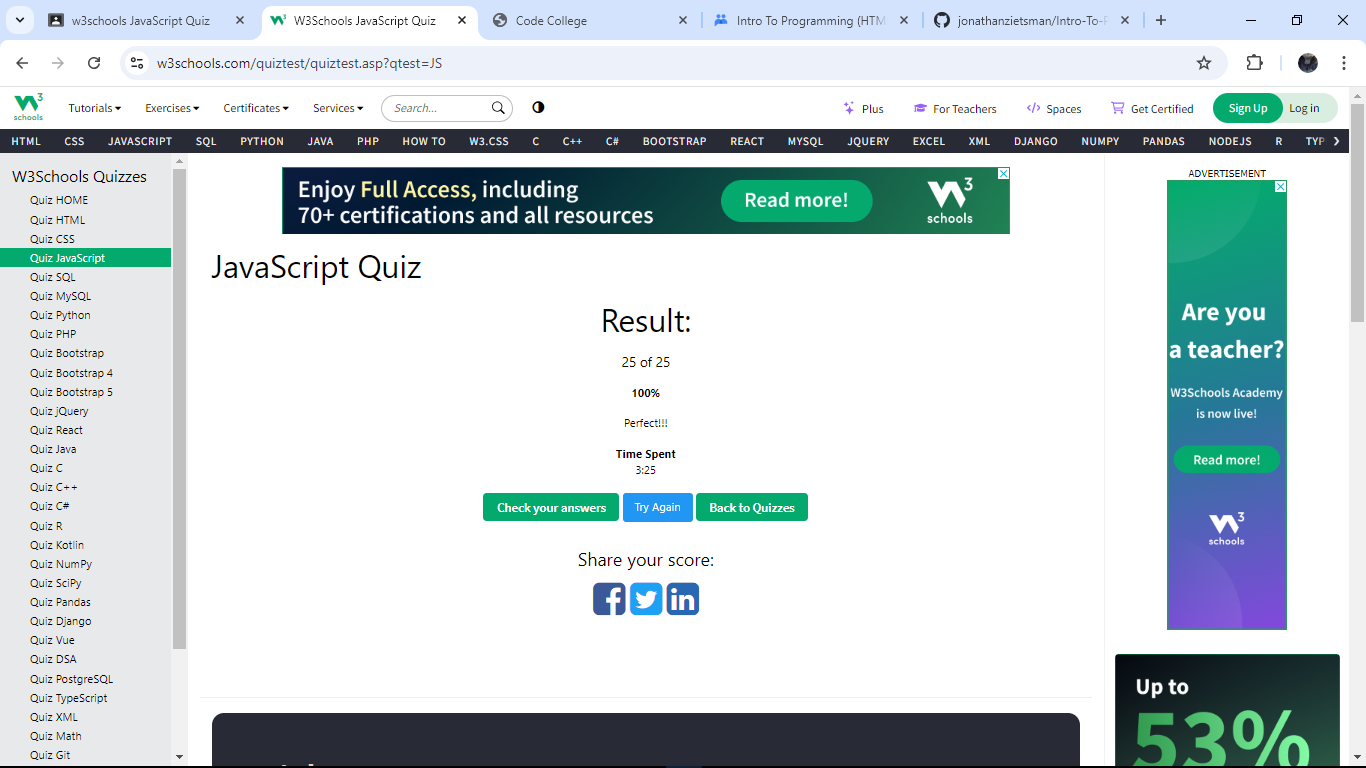 w3schools JavaScript Quiz
W3Schools JavaScript Quiz
Code College
Intro To Programming (HTM
jonathanzietsman/Intro-To-P
w3schools.com/quiztest/quiztest.asp?qtest=JS
W3 schools
Tutorials
Exercises
Certificates
Services
Search...
Plus
For Teachers
Spaces
Get Certified
Sign Up
Log in
HTML CSS JAVASCRIPT SQL PYTHON JAVA PHP HOW TO W3.CSS C C++ C# BOOTSTRAP REACT MYSQL JQUERY EXCEL XML DJANGO NUMPY PANDAS NODEJS R TYP
W3Schools Quizzes
Quiz HOME
Quiz HTML
Quiz CSS
Quiz JavaScript
Quiz SQL
Quiz MySQL
Quiz Python
Quiz PHP
Quiz Bootstrap
Quiz Bootstrap 4
Quiz Bootstrap 5
Quiz jQuery
Quiz React
Quiz Java
Quiz C
Quiz C++
Quiz C#
Quiz R
Quiz Kotlin
Quiz NumPy
Quiz SciPy
Quiz Pandas
Quiz Django
Quiz Vue
Quiz DSA
Quiz PostgreSQL
Quiz TypeScript
Quiz XML
Quiz Math
Quiz Git
Enjoy Full Access, including
70+ certifications and all resources
Read more!
W3 schools
JavaScript Quiz
Result:
25 of 25
100%
Perfect!!!
Time Spent
3:25
Check your answers
Try Again
Back to Quizzes
Share your score:
ADVERTISEMENT
Are you
a teacher?
W3Schools Academy
is now live!
Read more!
W3 schools
Up to
53%